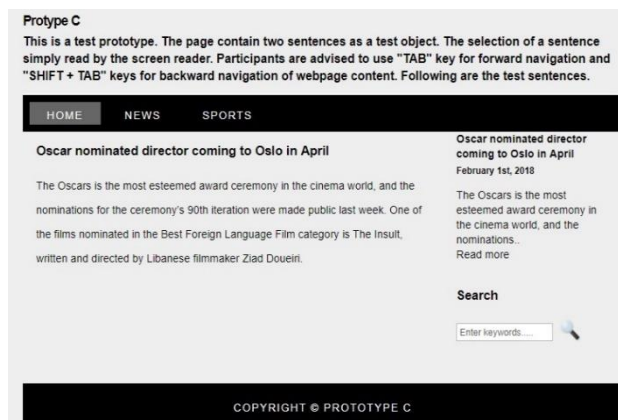 Protype C
This is a test prototype. The page contain two sentences as a test object. The selection of a sentence
simply read by the screen reader. Participants are advised to use "TAB" key for forward navigation and
"SHIFT + TAB" keys for backward navigation of webpage content. Following are the test sentences.
HOME NEWS SPORTS
Oscar nominated director coming to Oslo in April
The Oscars is the most esteemed award ceremony in the cinema world, and the
nominations for the ceremony's 90th iteration were made public last week. One of
the films nominated in the Best Foreign Language Film category is The Insult,
written and directed by Libanese filmmaker Ziad Doueiri.
Oscar nominated director
coming to Oslo in April
February 1st, 2018
The Oscars is the most
esteemed award ceremony in
the cinema world, and the
nominations..
Read more
Search
Enter keywords.....
COPYRIGHT © PROTOTYPE C